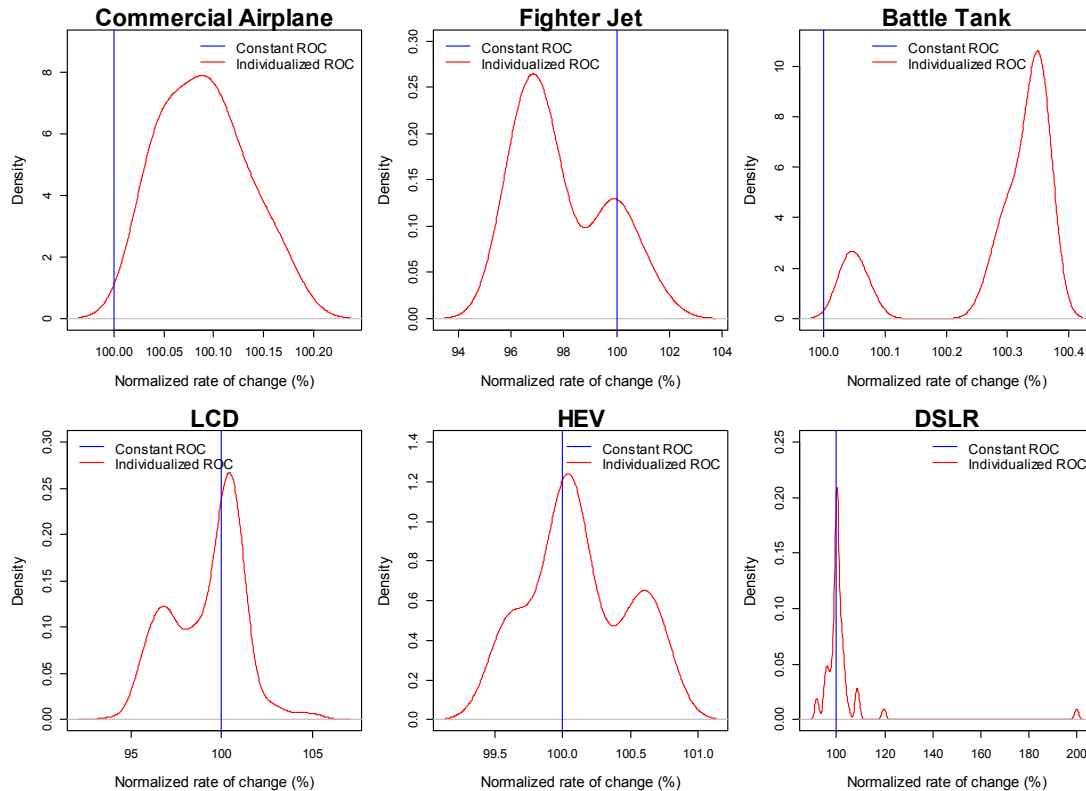 Commercial Airplane
Constant ROC
Individualized ROC
Density
0
2
4
6
8
100.00 100.05 100.10 100.15 100.20
Normalized rate of change (%)
Fighter Jet
Constant ROC
Individualized ROC
Density
0.00
0.05
0.10
0.15
0.20
0.25
0.30
94 96 98 100 102 104
Normalized rate of change (%)
Battle Tank
Constant ROC
Individualized ROC
Density
0
2
4
6
8
10
100.0 100.1 100.2 100.3 100.4
Normalized rate of change (%)
LCD
Constant ROC
Individualized ROC
Density
0.00
0.05
0.10
0.15
0.20
0.25
0.30
95 100 105
Normalized rate of change (%)
HEV
Constant ROC
Individualized ROC
Density
0.0
0.2
0.4
0.6
0.8
1.0
1.2
1.4
99.5 100.0 100.5 101.0
Normalized rate of change (%)
DSLR
Constant ROC
Individualized ROC
Density
0.00
0.05
0.10
0.15
0.20
0.25
100 120 140 160 180 200
Normalized rate of change (%)